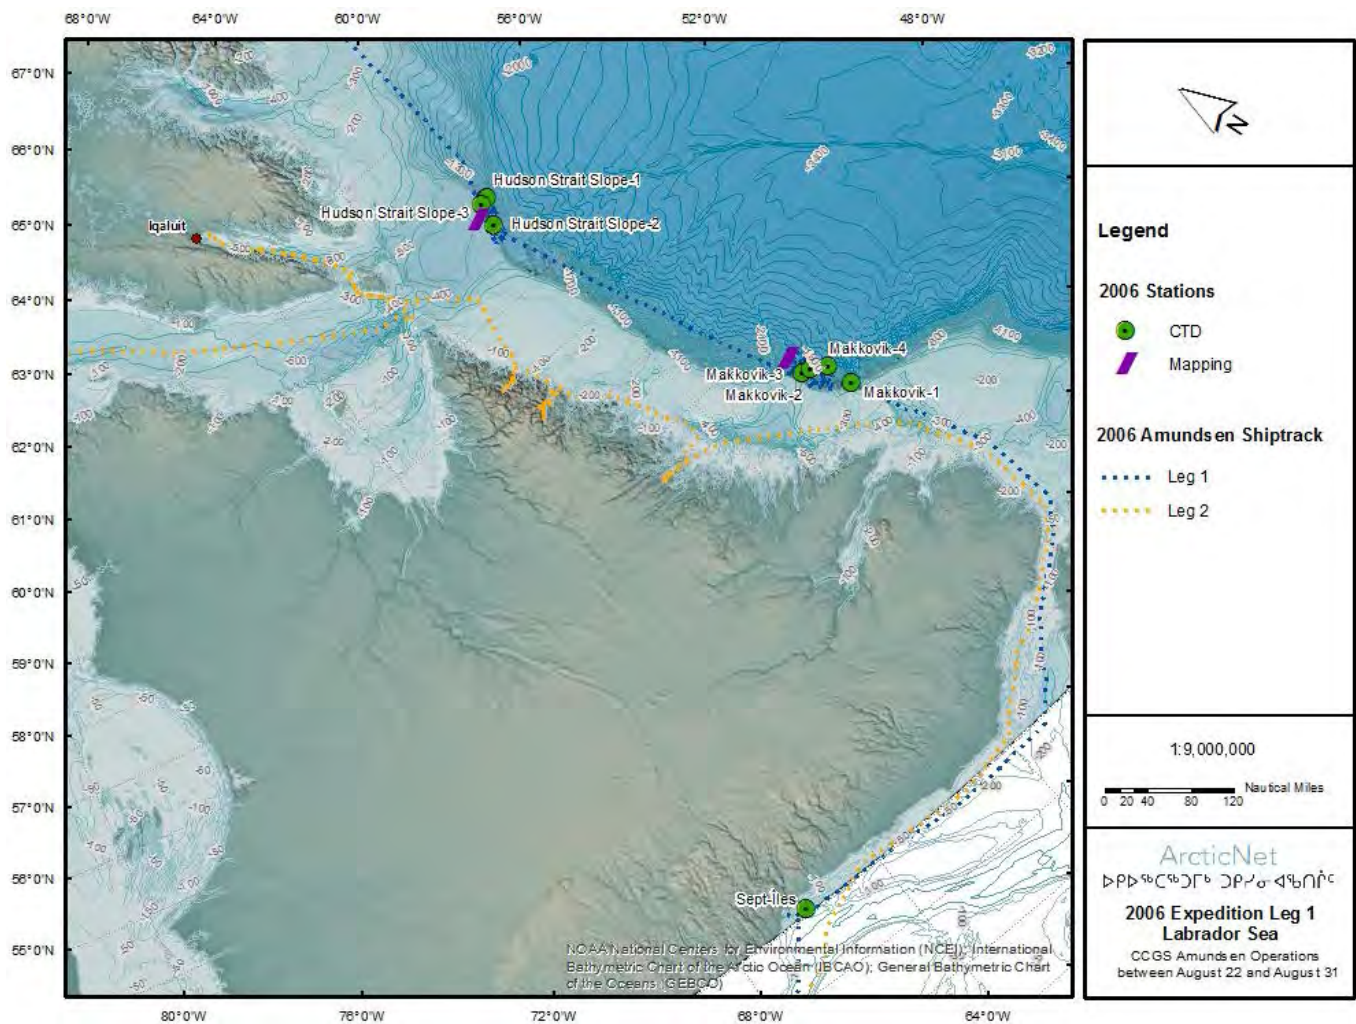 68°0'W
64°0'W
60°0'W
56°0'W
52°0'W
48°0'W
67°0'N
66°0'N
65°0'N
64°0'N
63°0'N
62°0'N
61°0'N
60°0'N
59°0'N
58°0'N
57°0'N
56°0'N
55°0'N
80°0'W
76°0'W
72°0'W
68°0'W
64°0'W
Hudson Strait Slope-1
Hudson Strait Slope-3
Hudson Strait Slope-2
Iqaluit
Makkovik-4
Makkovik-3
Makkovik-2
Makkovik-1
Sept-Îles
NOAA National Centers for Environmental Information (NCEI); International
Bathymetric Chart of the Arctic Ocean (IBCAO); General Bathymetric Chart
of the Oceans (GEBCO)
N
Legend
2006 Stations
CTD
Mapping
2006 Amundsen Shiptrack
Leg 1
Leg 2
1:9,000,000
Nautical Miles
0 20 40 80 120
ArcticNet
ᐅᑭᐅᖅᑕᖅᑐᒥᒃ ᑐᑭᓯᓂᐊᖃᑎᒌᑦ
2006 Expedition Leg 1
Labrador Sea
CCGS Amundsen Operations
between August 22 and August 31